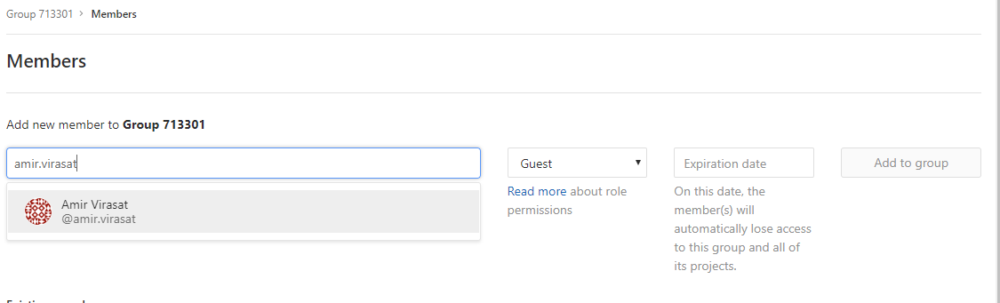 Group 713301 › Members
Members
Add new member to Group 713301
amir.virasat
Amir Virasat
@amir.virasat
Guest
Read more about role
permissions
Expiration date
On this date, the
member(s) will
automatically lose access
to this group and all of
its projects.
Add to group